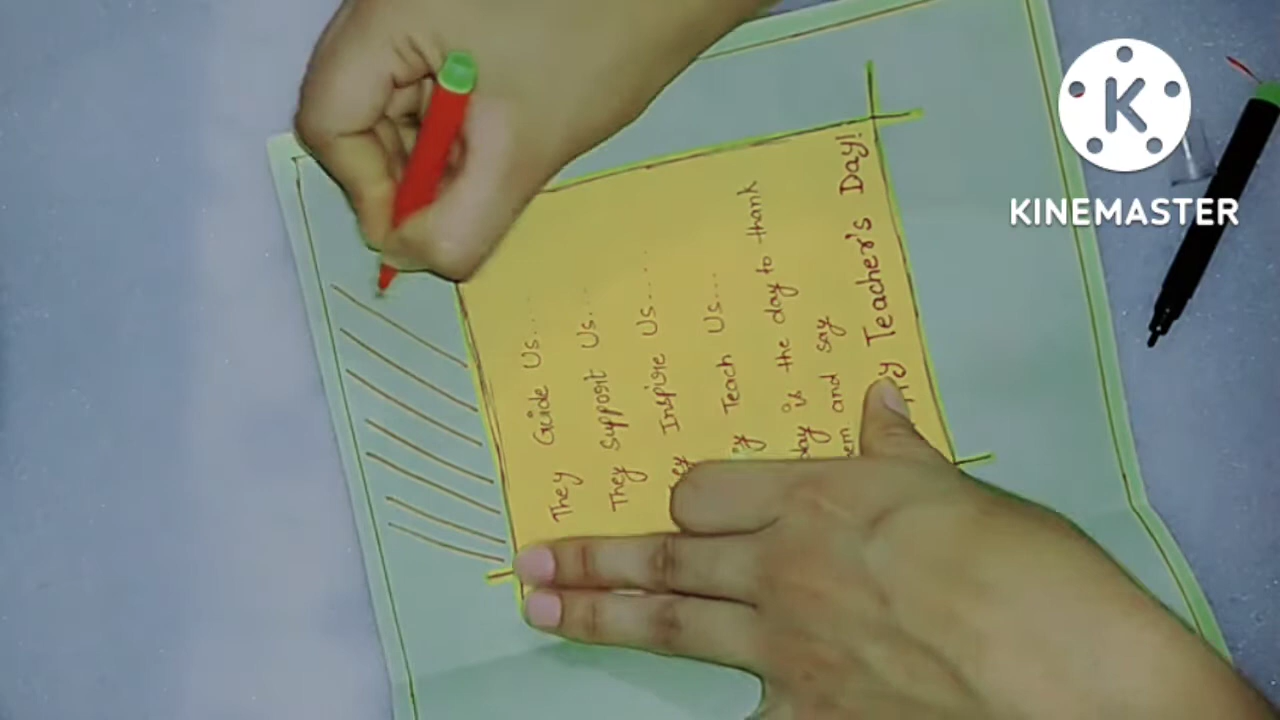 They Guide Us....
They Support Us..
They Inspire Us.....
Teach Us...
is the day to thank
and say
Teacher's Day!
K
KINEMASTER